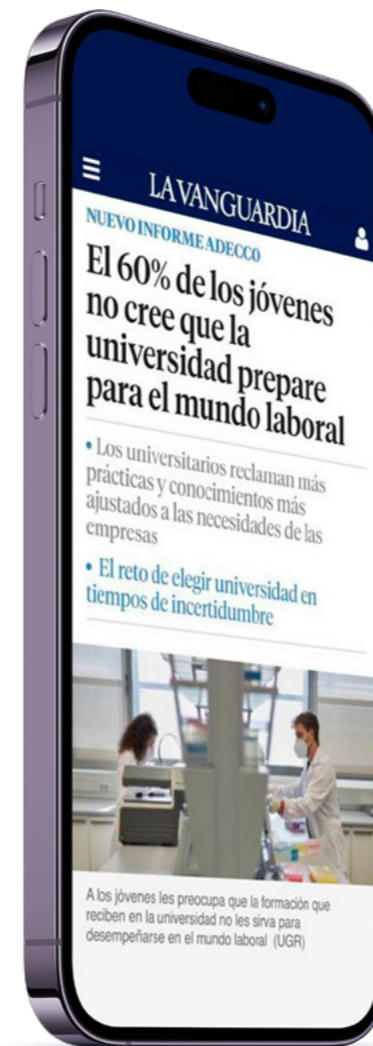 LAVANGUARDIA
NUEVO INFORME ADECCO
El 60% de los jóvenes
no cree que la
universidad prepare
para el mundo laboral
• Los universitarios reclaman más
prácticas y conocimientos más
ajustados a las necesidades de las
empresas
• El reto de elegir universidad en
tiempos de incertidumbre
A los jóvenes les preocupa que la formación que
reciben en la universidad no les sirva para
desempeñarse en el mundo laboral (UGR)